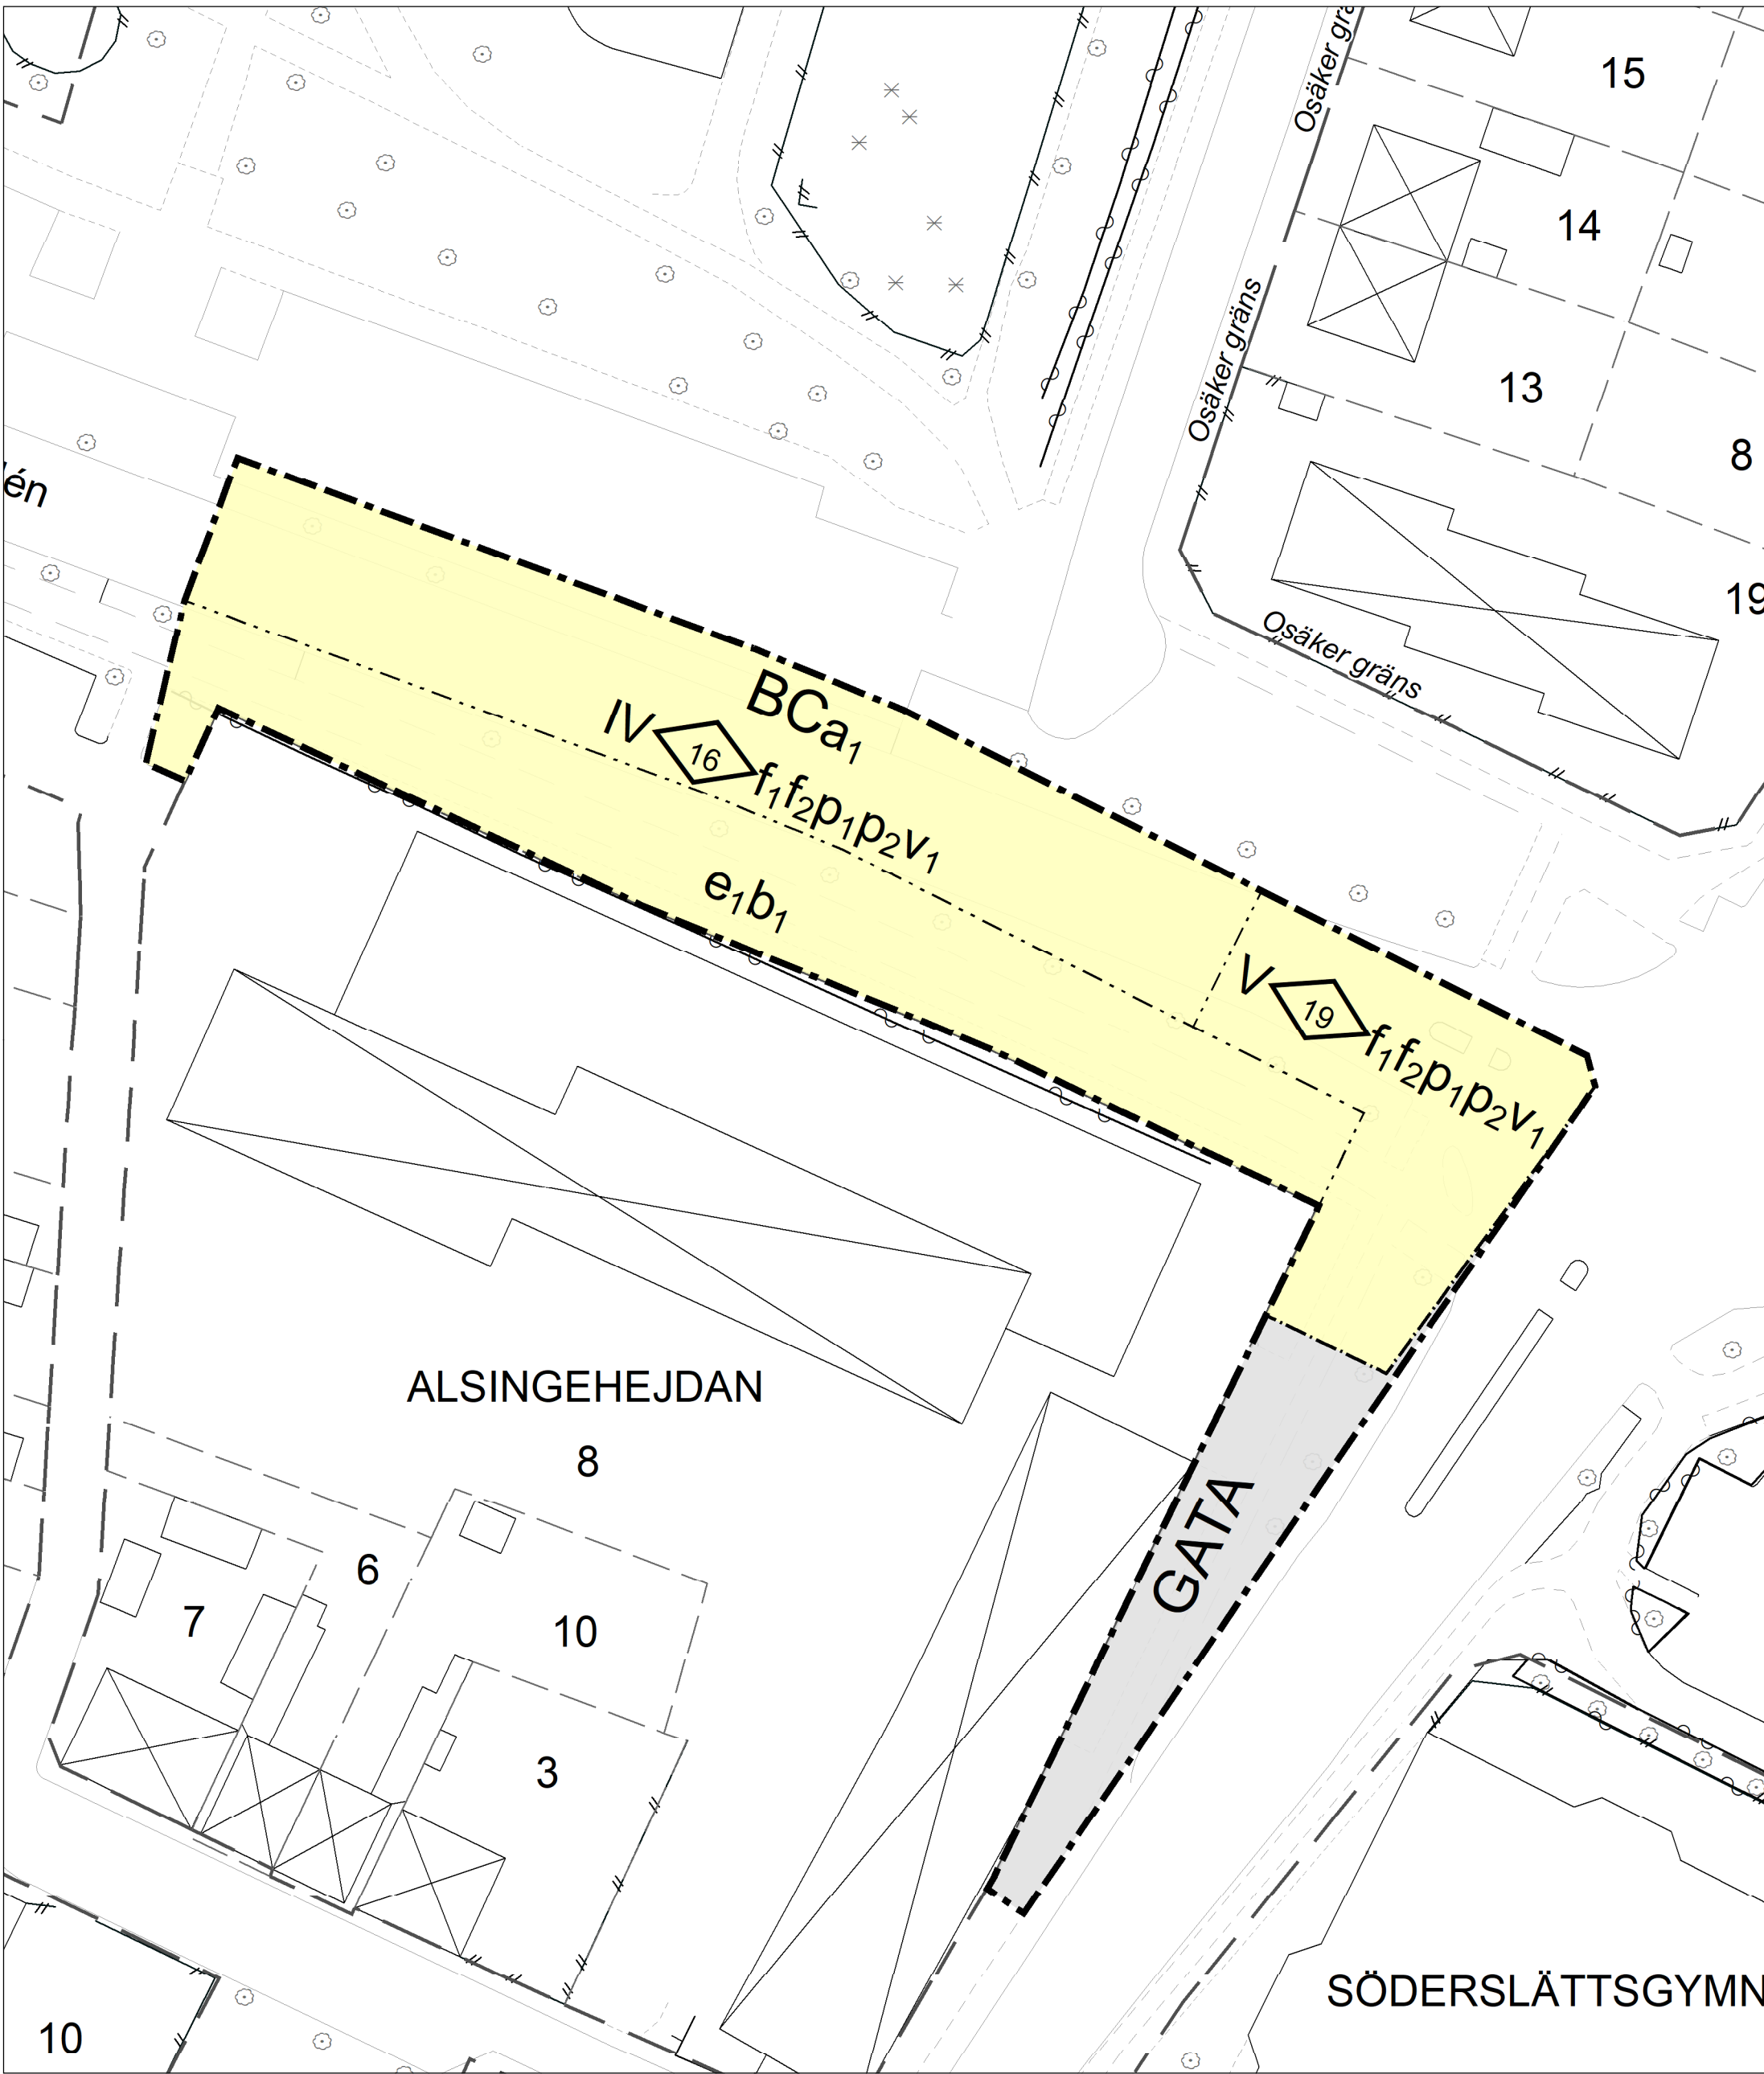 Osäker grä
15
14
Osäker gräns
13
8
én
19
Osäker gräns
BCa₁
IV 16 f₁f₂p₁p₂v₁
e₁b₁
V 19 f₁f₂p₁p₂v₁
ALSINGEHEJDAN
8
GATA
6
7
10
3
SÖDERSLÄTTSGYMN
10